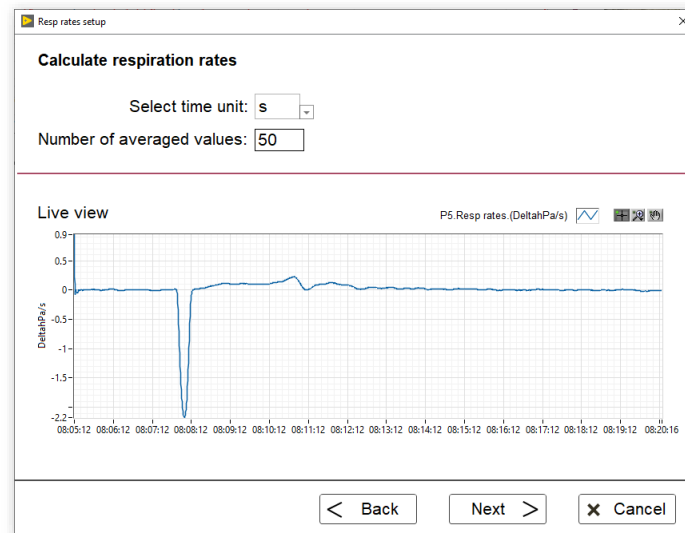 Resp rates setup
Calculate respiration rates
Select time unit: s
Number of averaged values: 50
Live view
P5.Resp rates.(DeltahPa/s)
0.9
0.5
0
-0.5
-1
-1.5
-2.2
DeltahPa/s
08:05:12 08:06:12 08:07:12 08:08:12 08:09:12 08:10:12 08:11:12 08:12:12 08:13:12 08:14:12 08:15:12 08:16:12 08:17:12 08:18:12 08:19:12 08:20:16
< Back Next > × Cancel